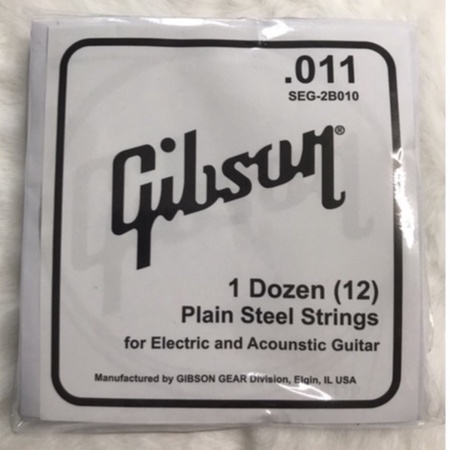 .011
SEG-2B010
Gibson®
1 Dozen (12)
Plain Steel Strings
for Electric and Acounstic Guitar
Manufactured by GIBSON GEAR Division, Elgin, IL USA